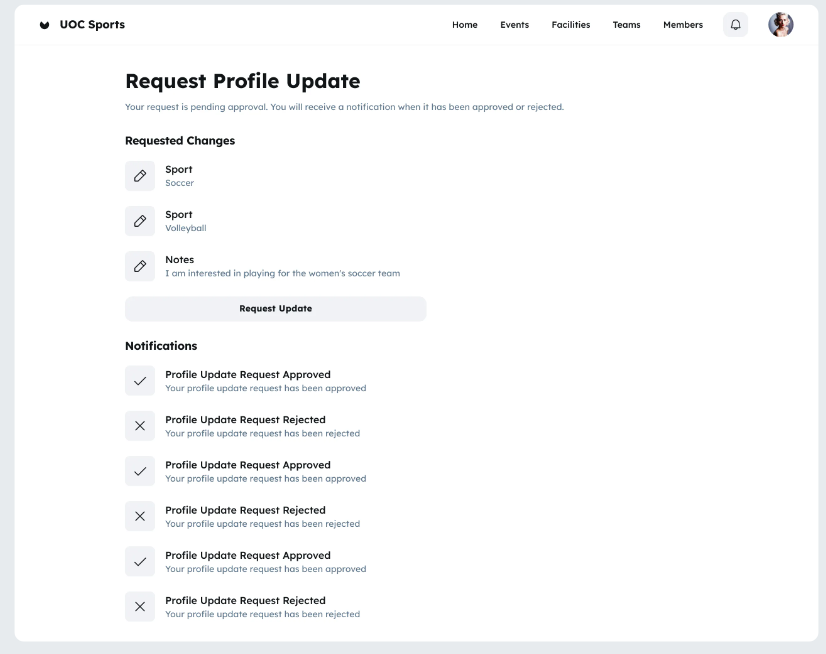 UOC Sports
Home
Events
Facilities
Teams
Members
Request Profile Update
Your request is pending approval. You will receive a notification when it has been approved or rejected.
Requested Changes
Sport
Soccer
Sport
Volleyball
Notes
I am interested in playing for the women's soccer team
Request Update
Notifications
Profile Update Request Approved
Your profile update request has been approved
Profile Update Request Rejected
Your profile update request has been rejected
Profile Update Request Approved
Your profile update request has been approved
Profile Update Request Rejected
Your profile update request has been rejected
Profile Update Request Approved
Your profile update request has been approved
Profile Update Request Rejected
Your profile update request has been rejected